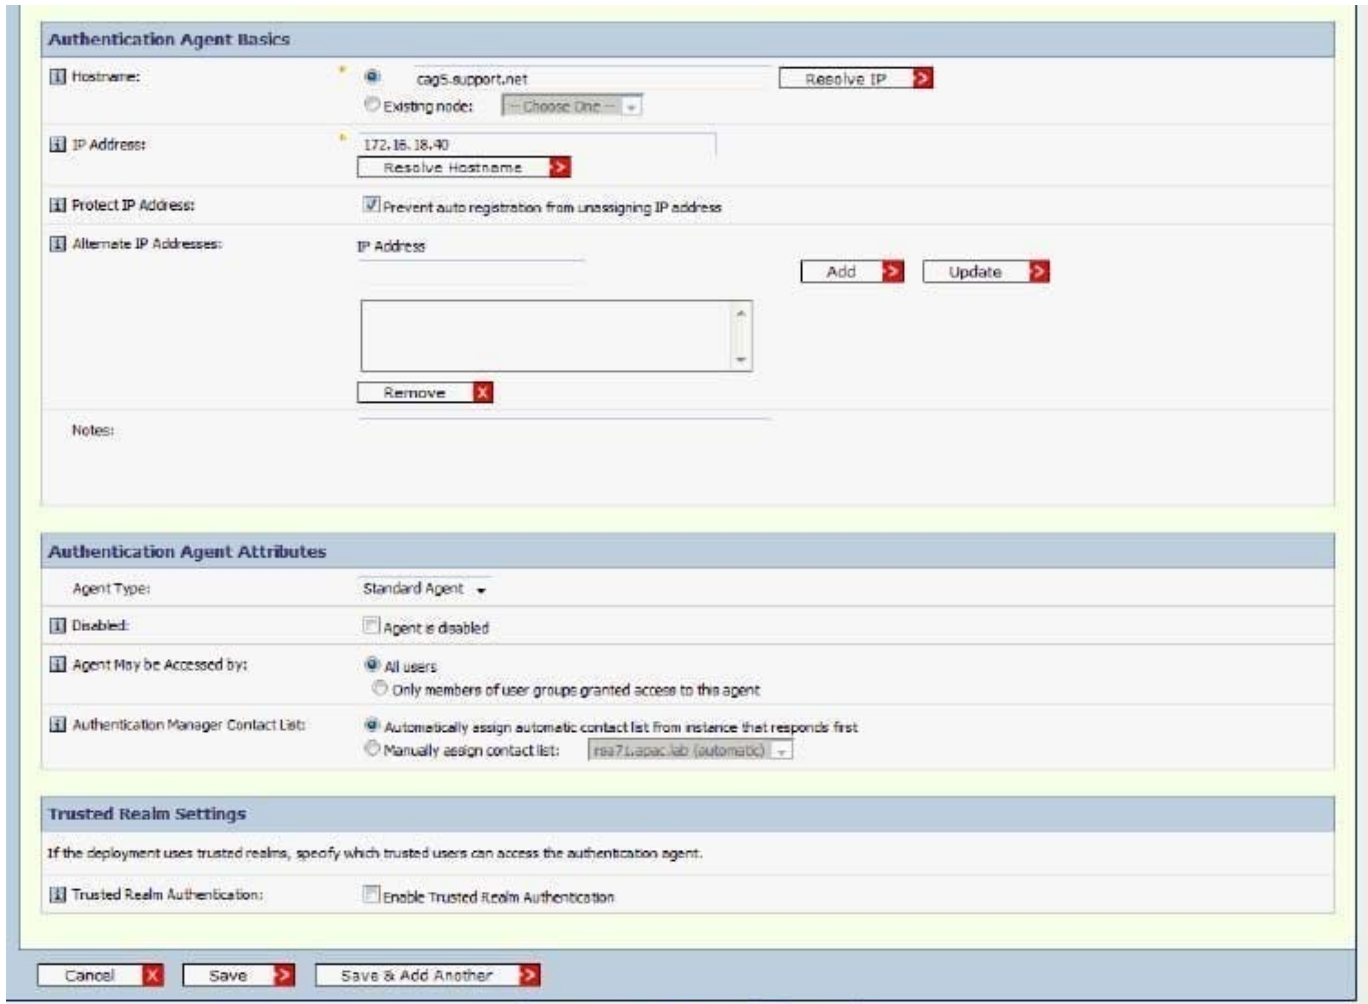 Authentication Agent Basics
Hostname:
cag5.support.net
Resolve IP
Existing node:
-- Choose One --
IP Address:
172.16.18.40
Resolve Hostname
Protect IP Address:
Prevent auto registration from unassigning IP address
Alternate IP Addresses:
IP Address
Add
Update
Remove
Notes:
Authentication Agent Attributes
Agent Type:
Standard Agent
Disabled:
Agent is disabled
Agent May be Accessed by:
All users
Only members of user groups granted access to this agent
Authentication Manager Contact List:
Automatically assign automatic contact list from instance that responds first
Manually assign contact list:
rsa71.apac.lab (automatic)
Trusted Realm Settings
If the deployment uses trusted realms, specify which trusted users can access the authentication agent.
Trusted Realm Authentication:
Enable Trusted Realm Authentication
Cancel
Save
Save & Add Another